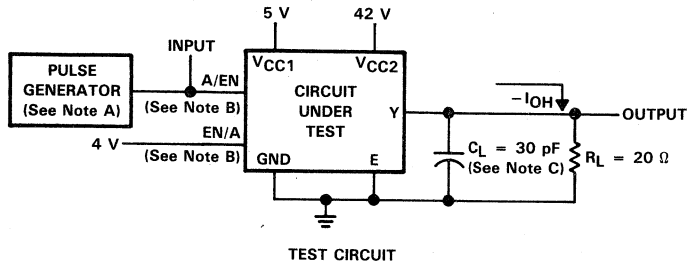 5 V
42 V
INPUT
PULSE
GENERATOR
(See Note A)
A/EN
(See Note B)
VCC1
VCC2
CIRCUIT
UNDER
TEST
Y
–IOH
OUTPUT
4 V
EN/A
(See Note B)
GND
E
CL = 30 pF
(See Note C)
RL = 20 Ω
TEST CIRCUIT